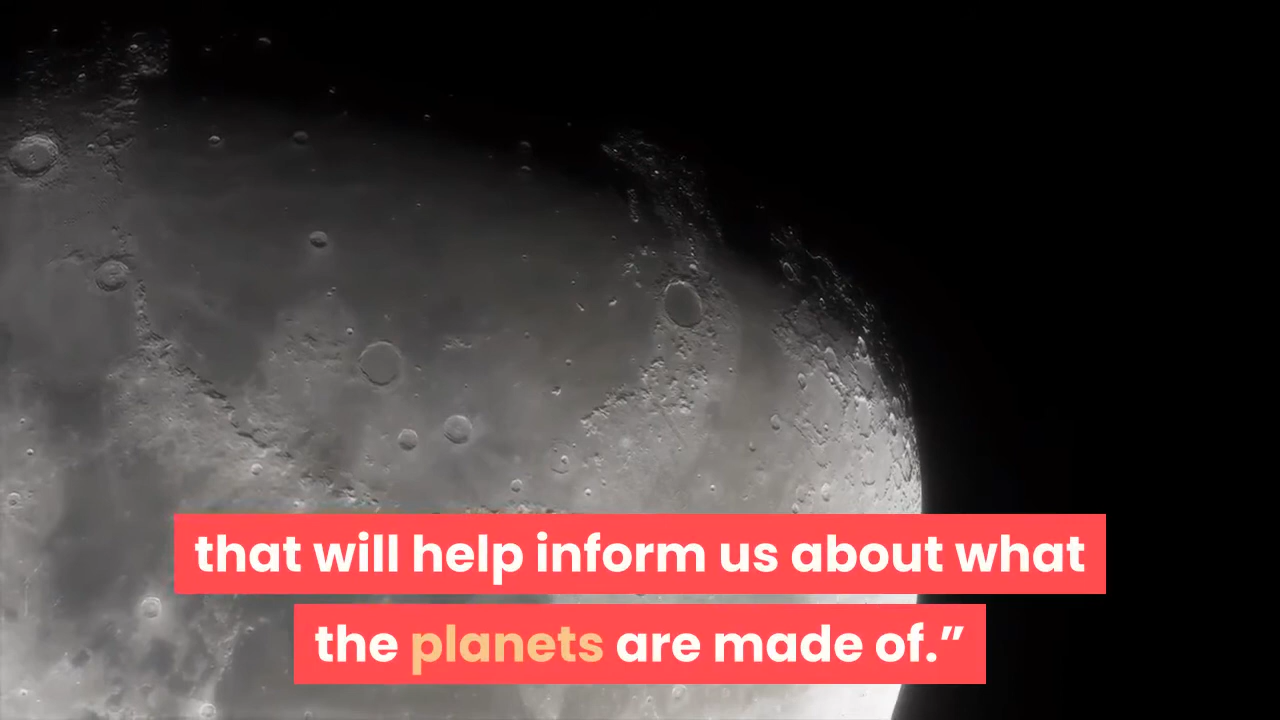 that will help inform us about what
the planets are made of.”